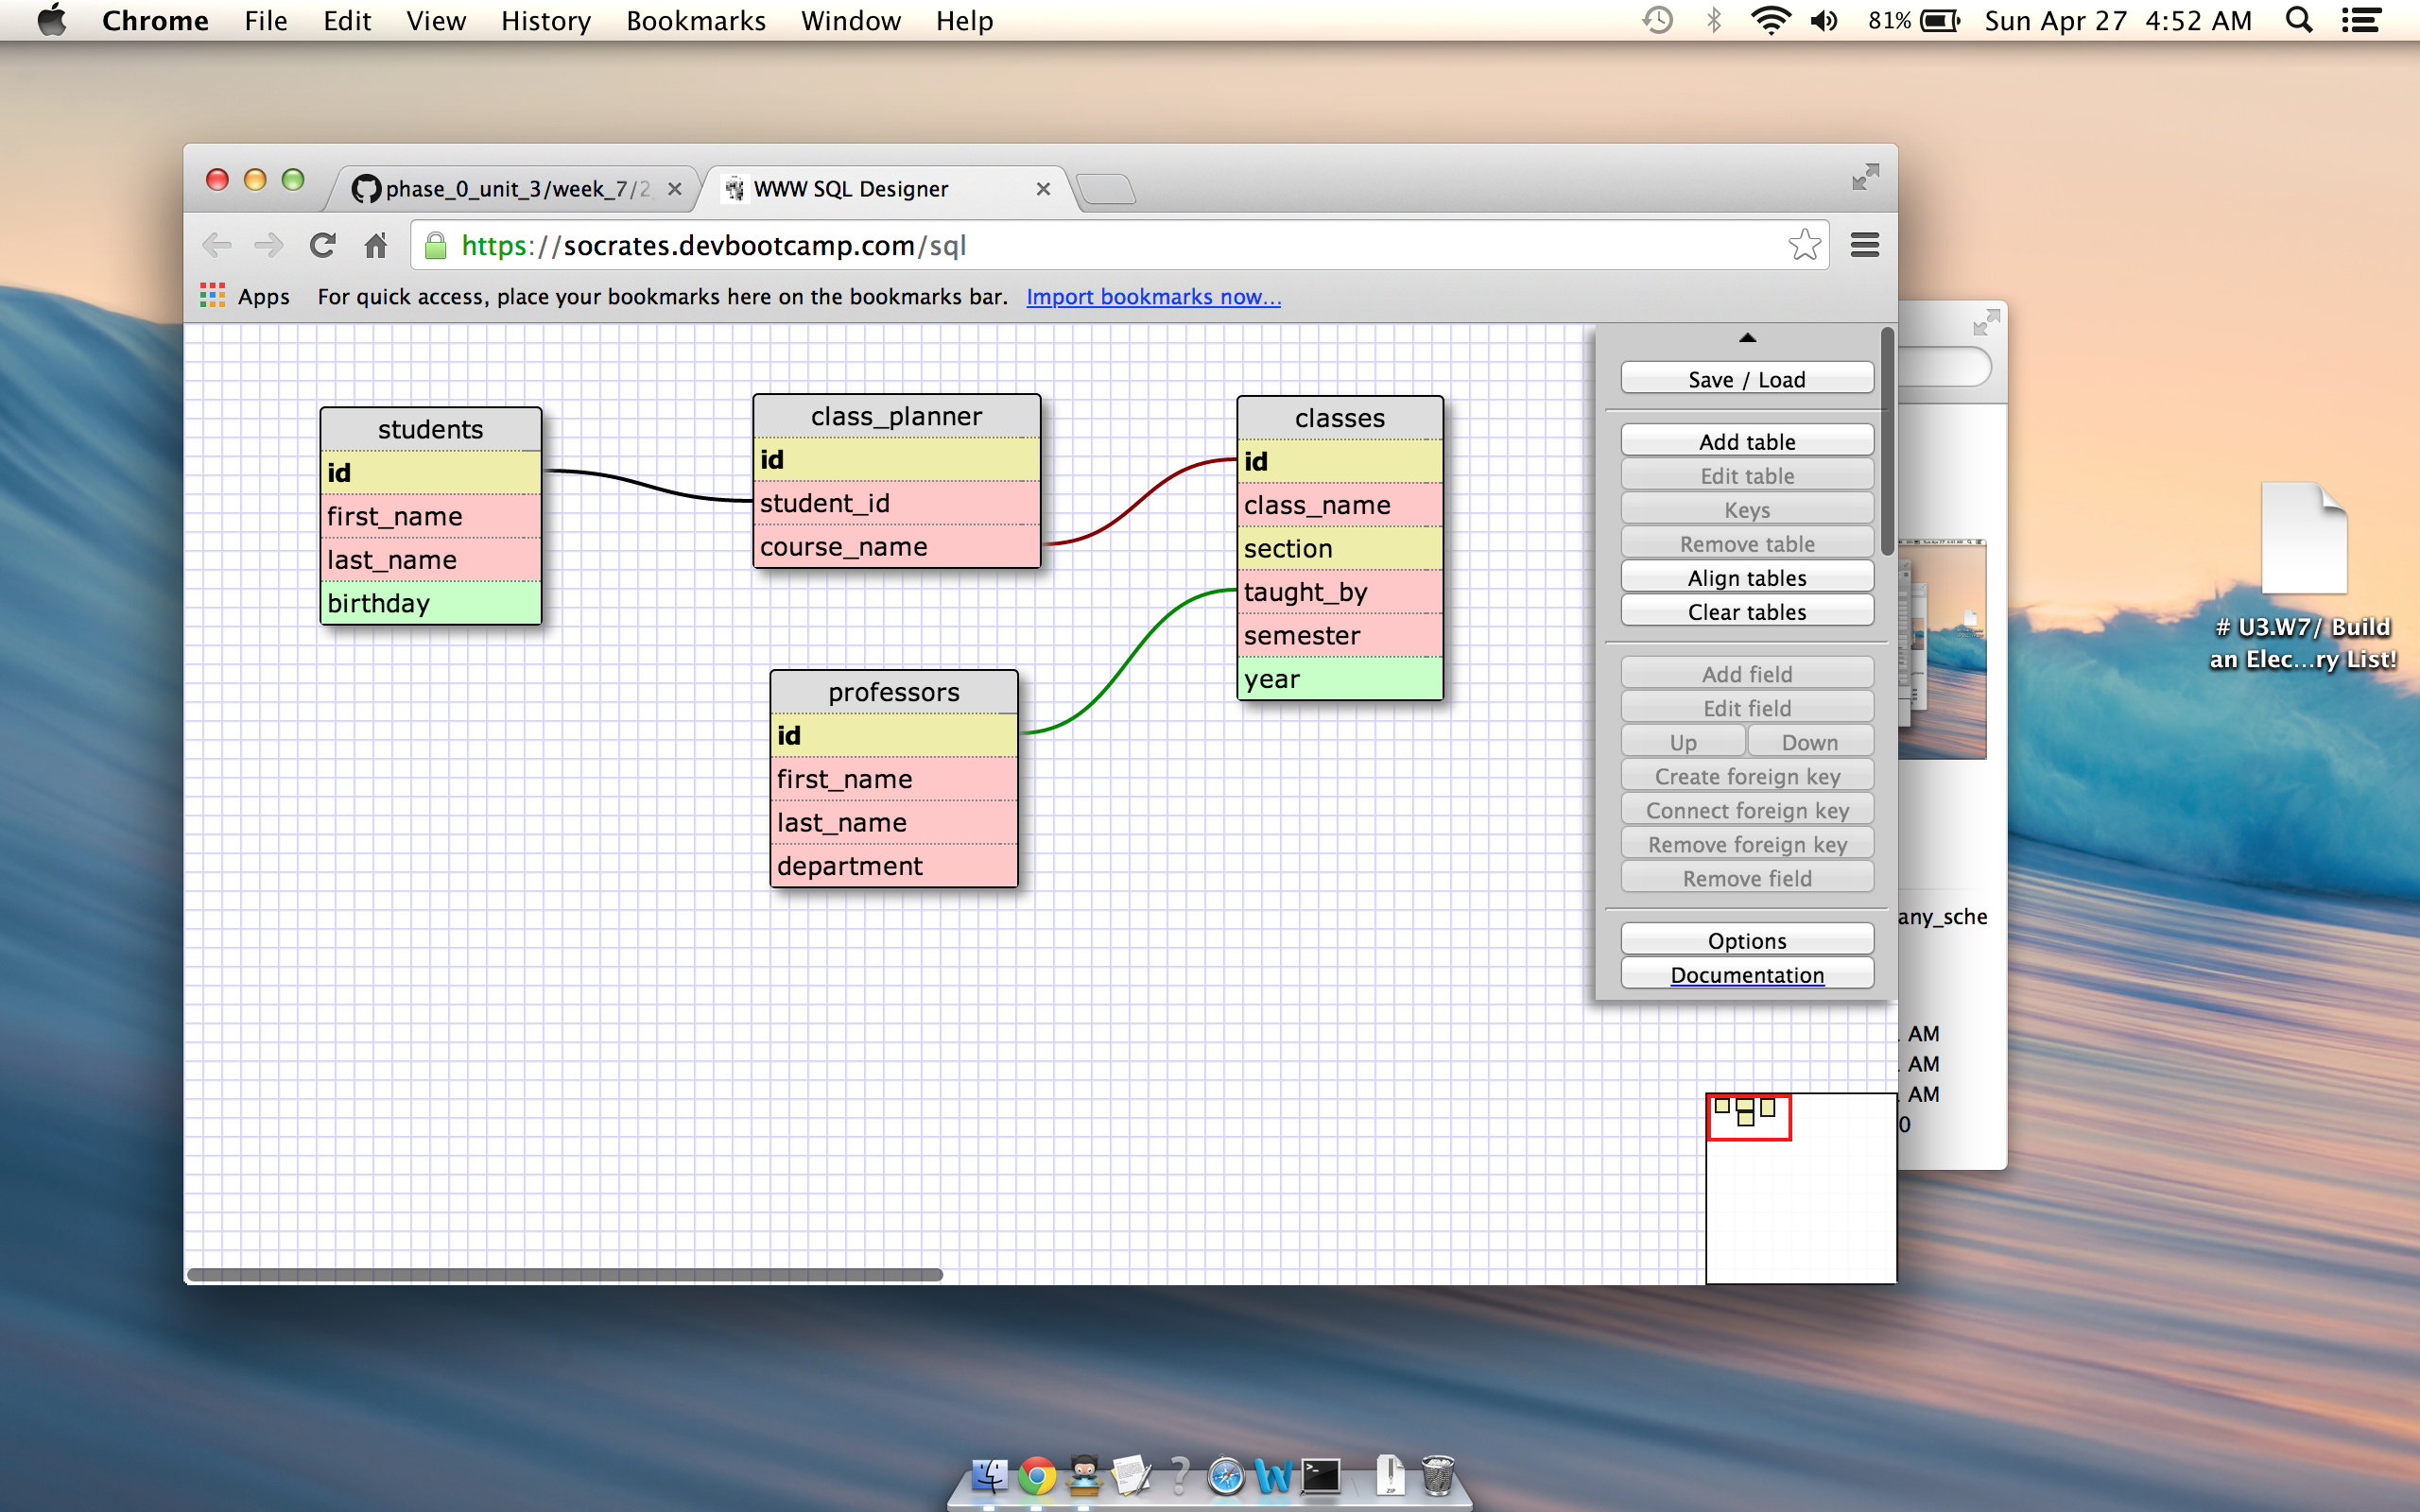 Chrome File Edit View History Bookmarks Window Help 81% Sun Apr 27 4:52 AM
phase_0_unit_3/week_7/2 WWW SQL Designer
https://socrates.devbootcamp.com/sql
Apps For quick access, place your bookmarks here on the bookmarks bar. Import bookmarks now...
students
id
first_name
last_name
birthday
class_planner
id
student_id
course_name
classes
id
class_name
section
taught_by
semester
year
professors
id
first_name
last_name
department
Save / Load
Add table
Edit table
Keys
Remove table
Align tables
Clear tables
Add field
Edit field
Up Down
Create foreign key
Connect foreign key
Remove foreign key
Remove field
Options
Documentation
any_sche
AM
AM
AM
0
# U3.W7/ Build
an Elec...ry List!
ZIP